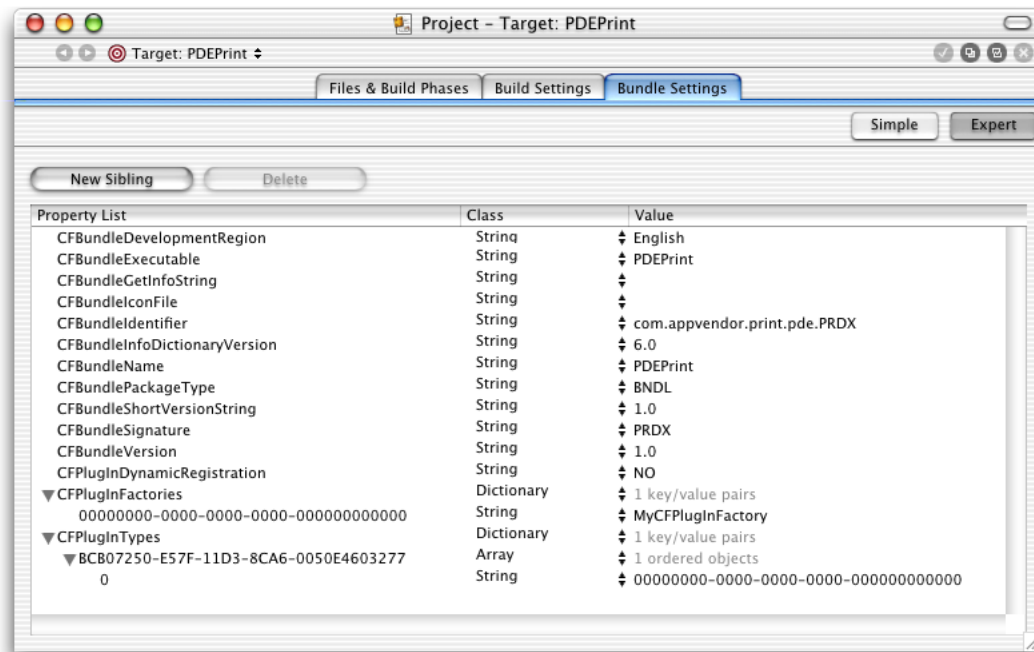 Project – Target: PDEPrint
Target: PDEPrint
Files & Build Phases Build Settings Bundle Settings
Simple Expert
New Sibling Delete
Property List Class Value
CFBundleDevelopmentRegion String English
CFBundleExecutable String PDEPrint
CFBundleGetInfoString String
CFBundleIconFile String
CFBundleIdentifier String com.appvendor.print.pde.PRDX
CFBundleInfoDictionaryVersion String 6.0
CFBundleName String PDEPrint
CFBundlePackageType String BNDL
CFBundleShortVersionString String 1.0
CFBundleSignature String PRDX
CFBundleVersion String 1.0
CFPlugInDynamicRegistration String NO
CFPlugInFactories Dictionary 1 key/value pairs
00000000-0000-0000-0000-000000000000 String MyCFPlugInFactory
CFPlugInTypes Dictionary 1 key/value pairs
BCB07250-E57F-11D3-8CA6-0050E4603277 Array 1 ordered objects
0 String 00000000-0000-0000-0000-000000000000